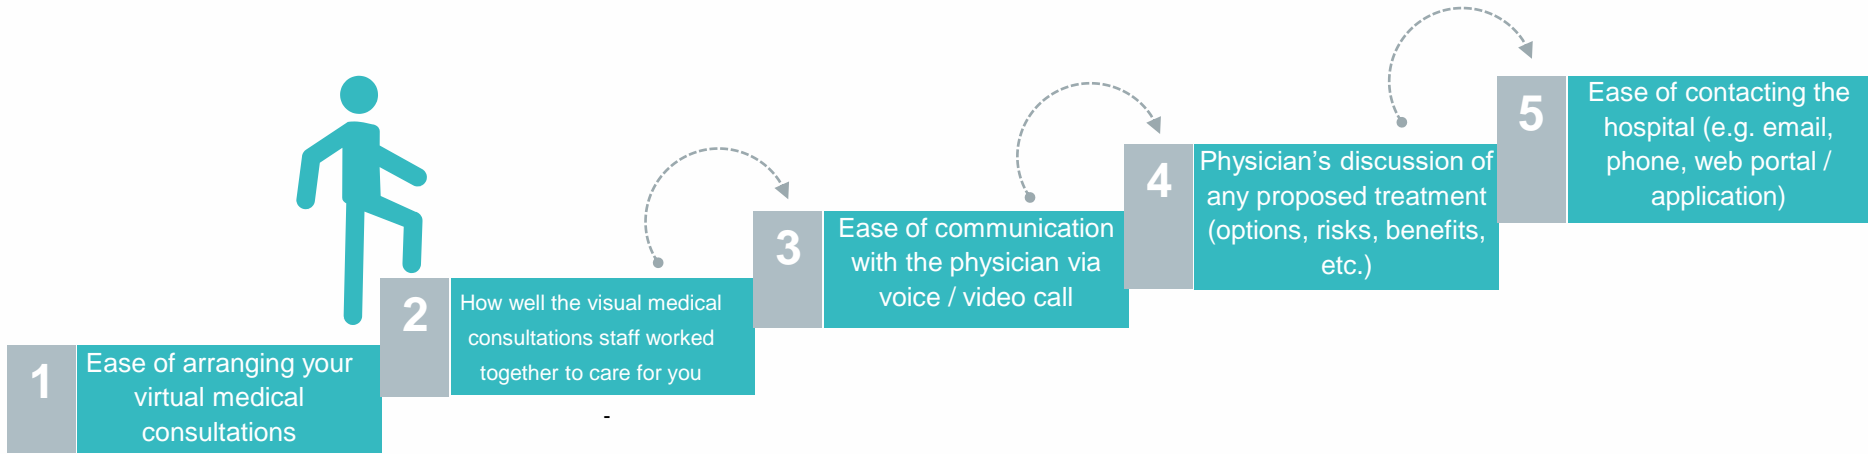 1
Ease of arranging your
virtual medical
consultations
2
How well the visual medical
consultations staff worked
together to care for you
-
3
Ease of communication
with the physician via
voice / video call
4
Physician’s discussion of
any proposed treatment
(options, risks, benefits,
etc.)
5
Ease of contacting the
hospital (e.g. email,
phone, web portal /
application)